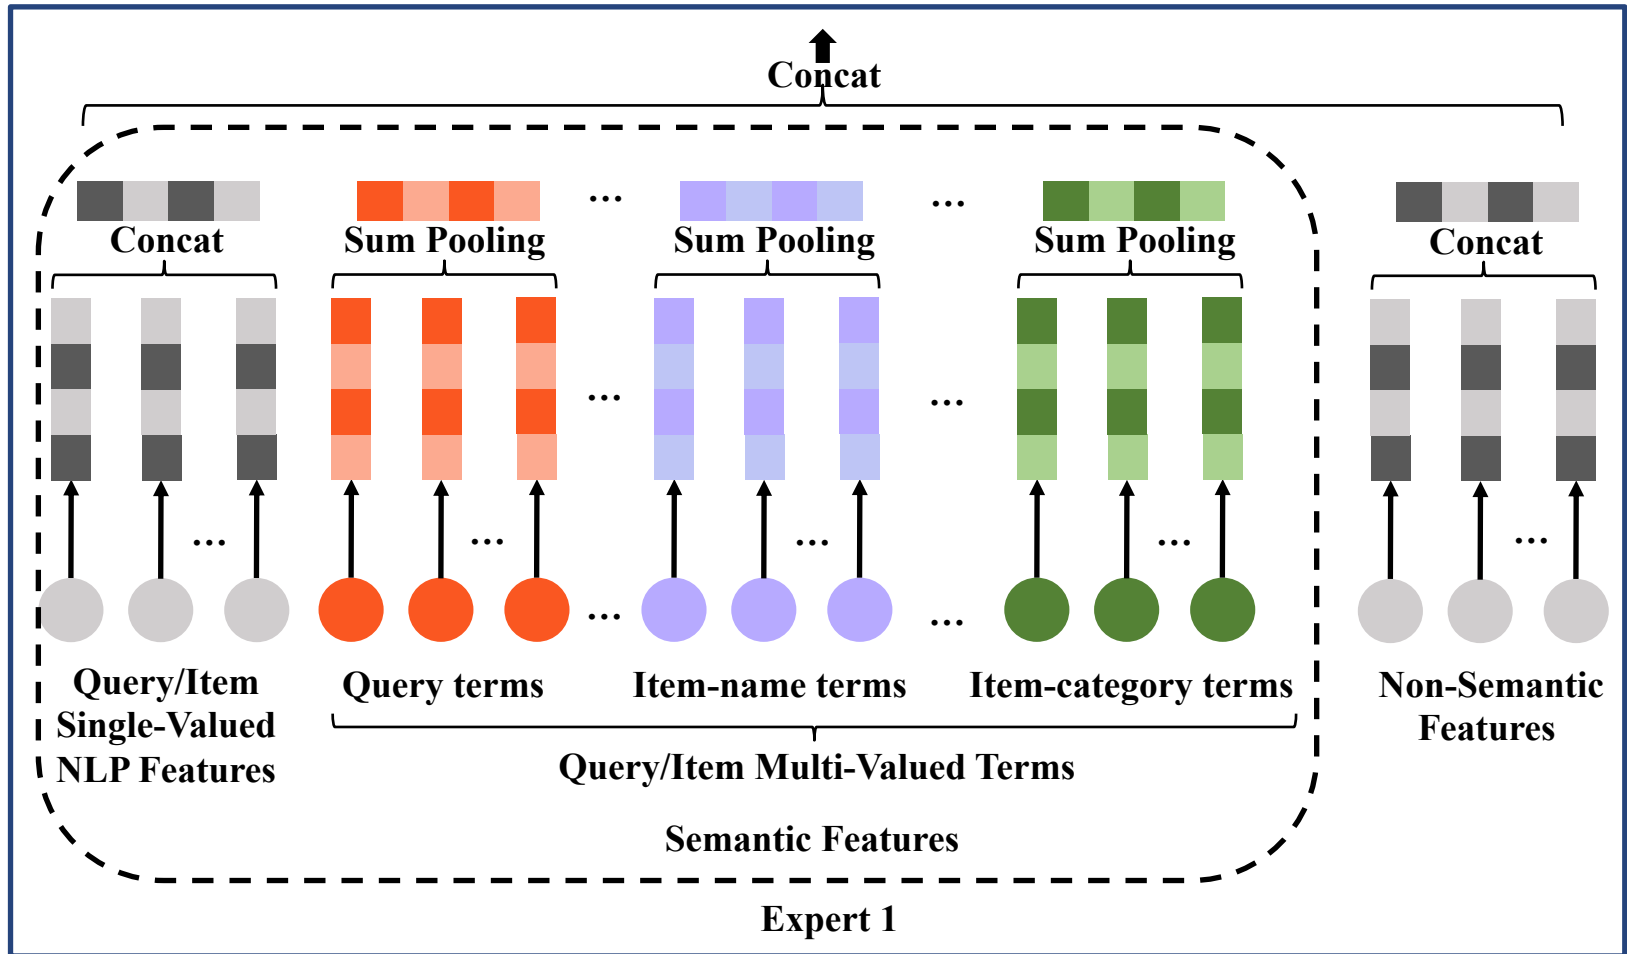 Concat
... ...
Concat Sum Pooling Sum Pooling Sum Pooling Concat
... ...
... ... ... ... ...
... ...
Query/Item
Single-Valued
NLP Features
Query terms
Item-name terms
Item-category terms
Non-Semantic
Features
Query/Item Multi-Valued Terms
Semantic Features
Expert 1